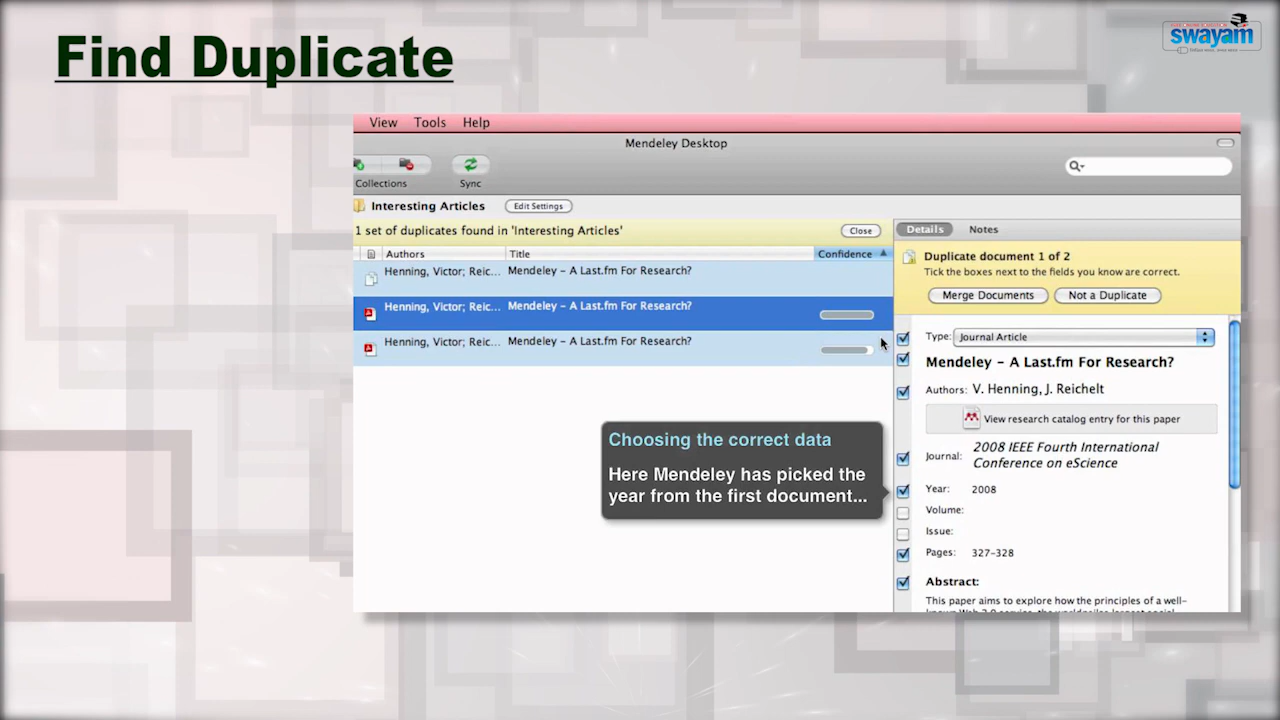 Find Duplicate
swayam
View Tools Help
Mendeley Desktop
Collections Sync
Interesting Articles Edit Settings
1 set of duplicates found in 'Interesting Articles' Close
Authors Title Confidence
Henning, Victor; Reic... Mendeley – A Last.fm For Research?
Henning, Victor; Reic... Mendeley – A Last.fm For Research?
Henning, Victor; Reic... Mendeley – A Last.fm For Research?
Choosing the correct data
Here Mendeley has picked the
year from the first document...
Details Notes
Duplicate document 1 of 2
Tick the boxes next to the fields you know are correct.
Merge Documents Not a Duplicate
Type: Journal Article
Mendeley – A Last.fm For Research?
Authors: V. Henning, J. Reichelt
View research catalog entry for this paper
Journal: 2008 IEEE Fourth International
Conference on eScience
Year: 2008
Volume:
Issue:
Pages: 327-328
Abstract:
This paper aims to explore how the principles of a well-